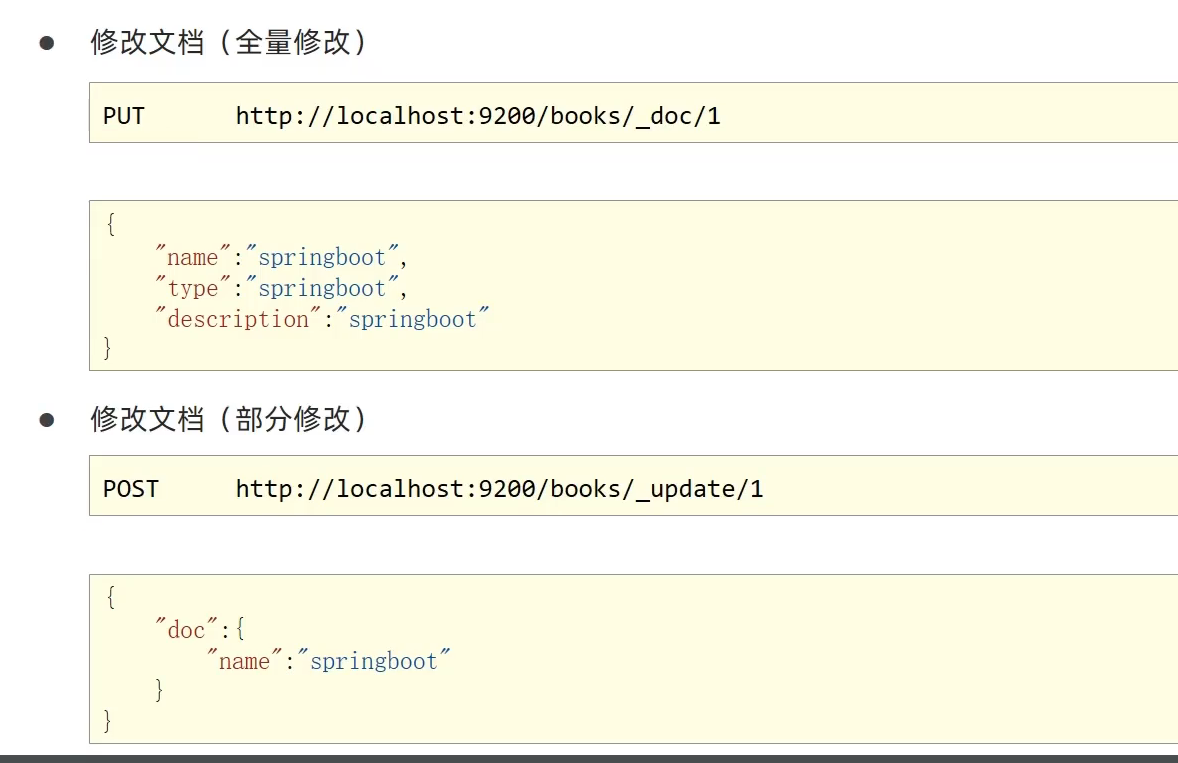 ● 修改文档（全量修改）
PUT http://localhost:9200/books/_doc/1
{
"name":"springboot",
"type":"springboot",
"description":"springboot"
}
● 修改文档（部分修改）
POST http://localhost:9200/books/_update/1
{
"doc":{
"name":"springboot"
}
}